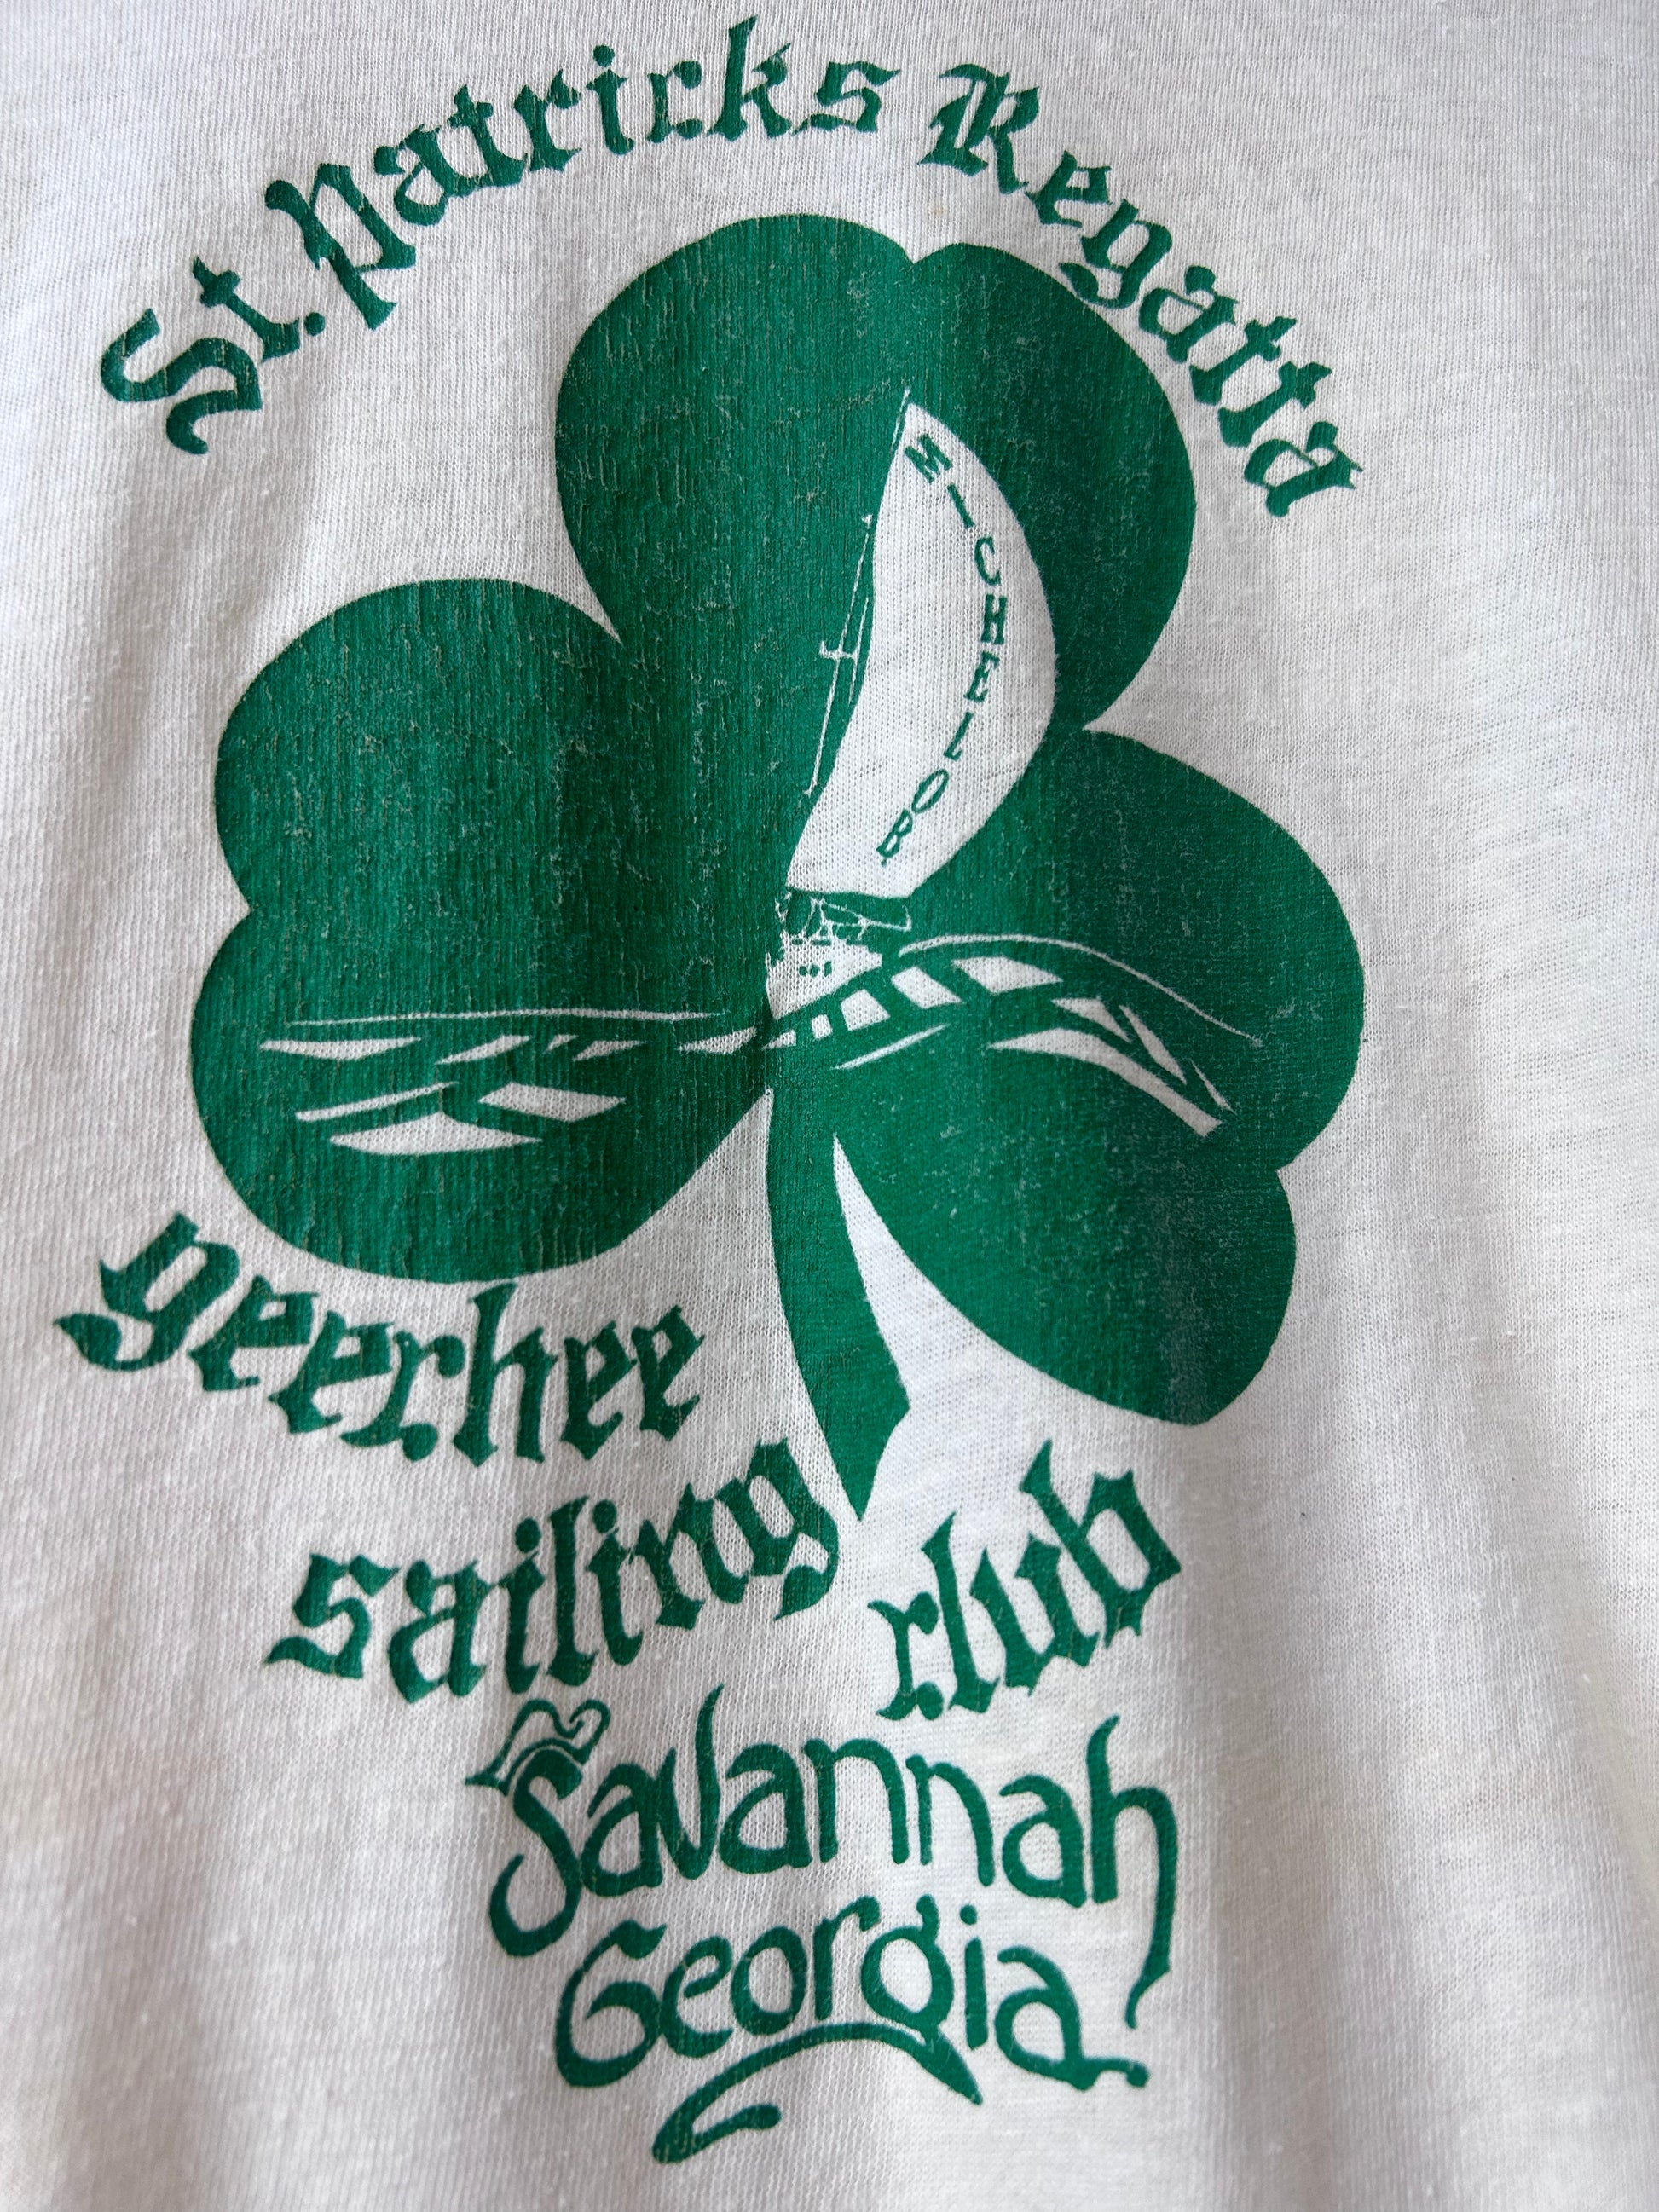 St. Patricks Regatta
MICHELOB
geechee
sailing club
Savannah
Georgia